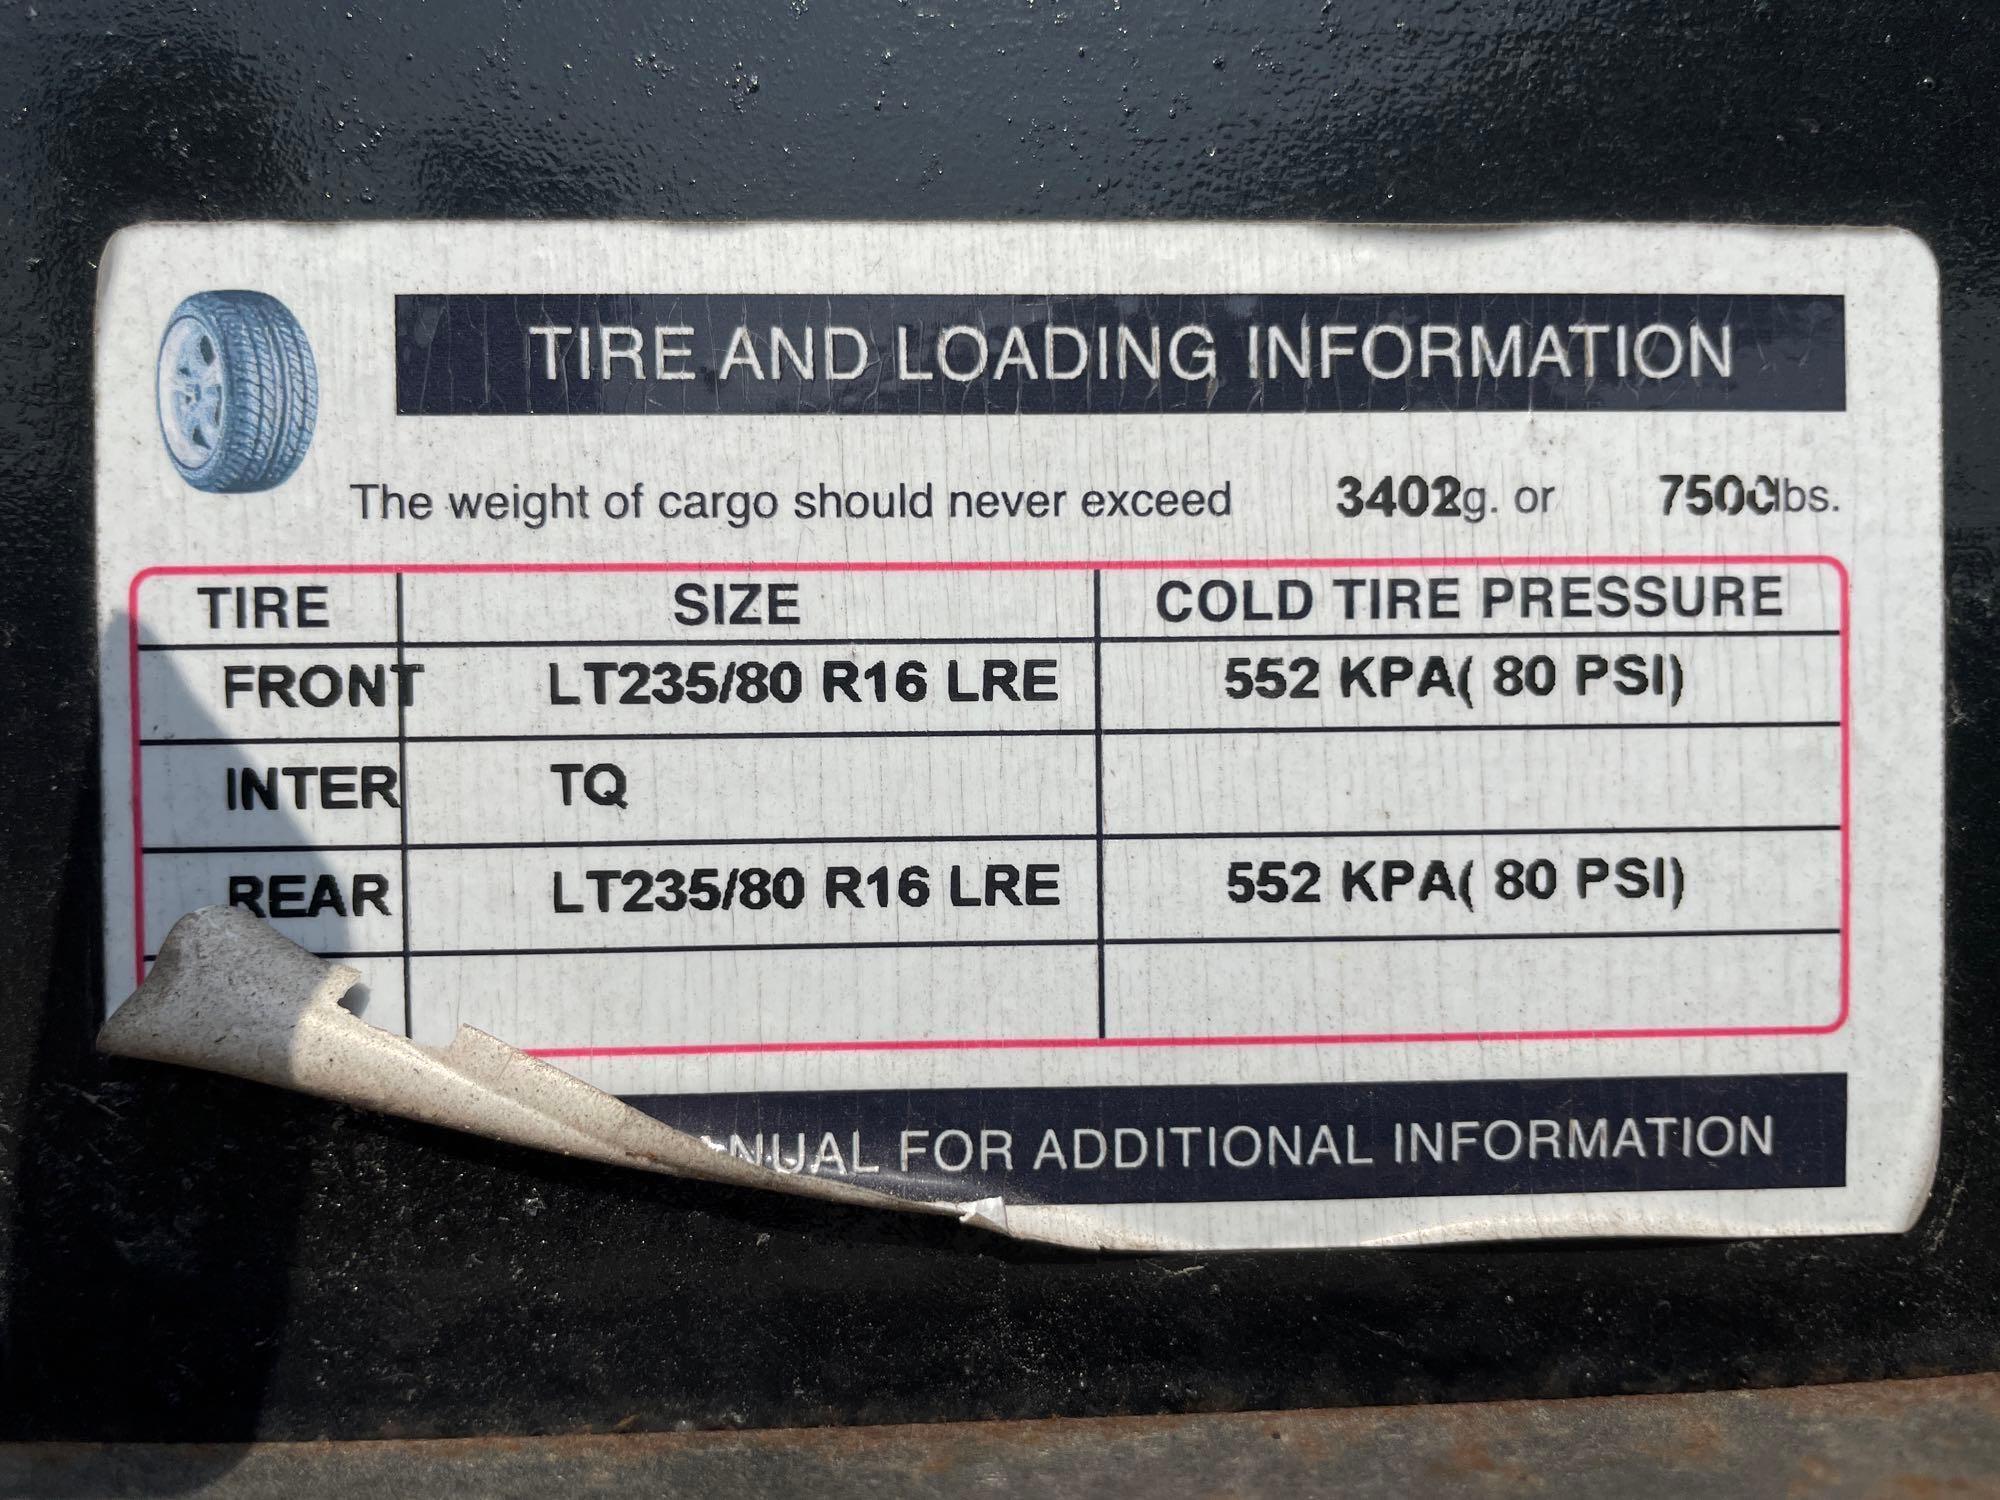 TIRE AND LOADING INFORMATION
The weight of cargo should never exceed 3402g. or 7500lbs.
TIRE SIZE COLD TIRE PRESSURE
FRONT LT235/80 R16 LRE 552 KPA( 80 PSI)
INTER TQ
REAR LT235/80 R16 LRE 552 KPA( 80 PSI)
FOR ADDITIONAL INFORMATION